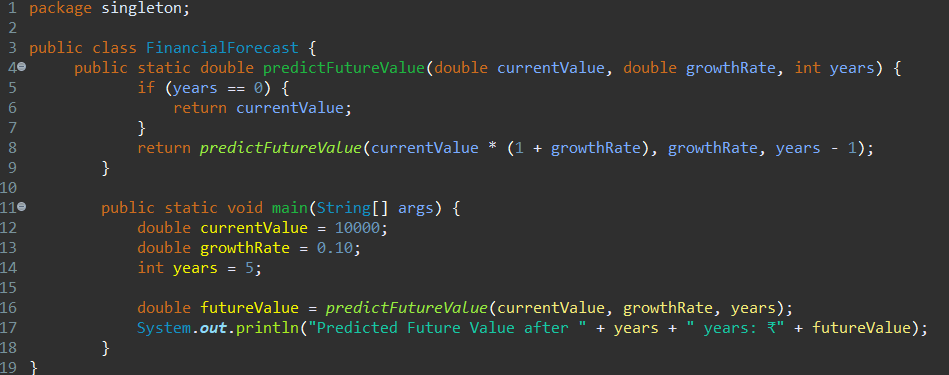 1 package singleton;
2
3 public class FinancialForecast {
4 public static double predictFutureValue(double currentValue, double growthRate, int years) {
5 if (years == 0) {
6 return currentValue;
7 }
8 return predictFutureValue(currentValue * (1 + growthRate), growthRate, years - 1);
9 }
10
11 public static void main(String[] args) {
12 double currentValue = 10000;
13 double growthRate = 0.10;
14 int years = 5;
15
16 double futureValue = predictFutureValue(currentValue, growthRate, years);
17 System.out.println("Predicted Future Value after " + years + " years: ₹" + futureValue);
18 }
19 }